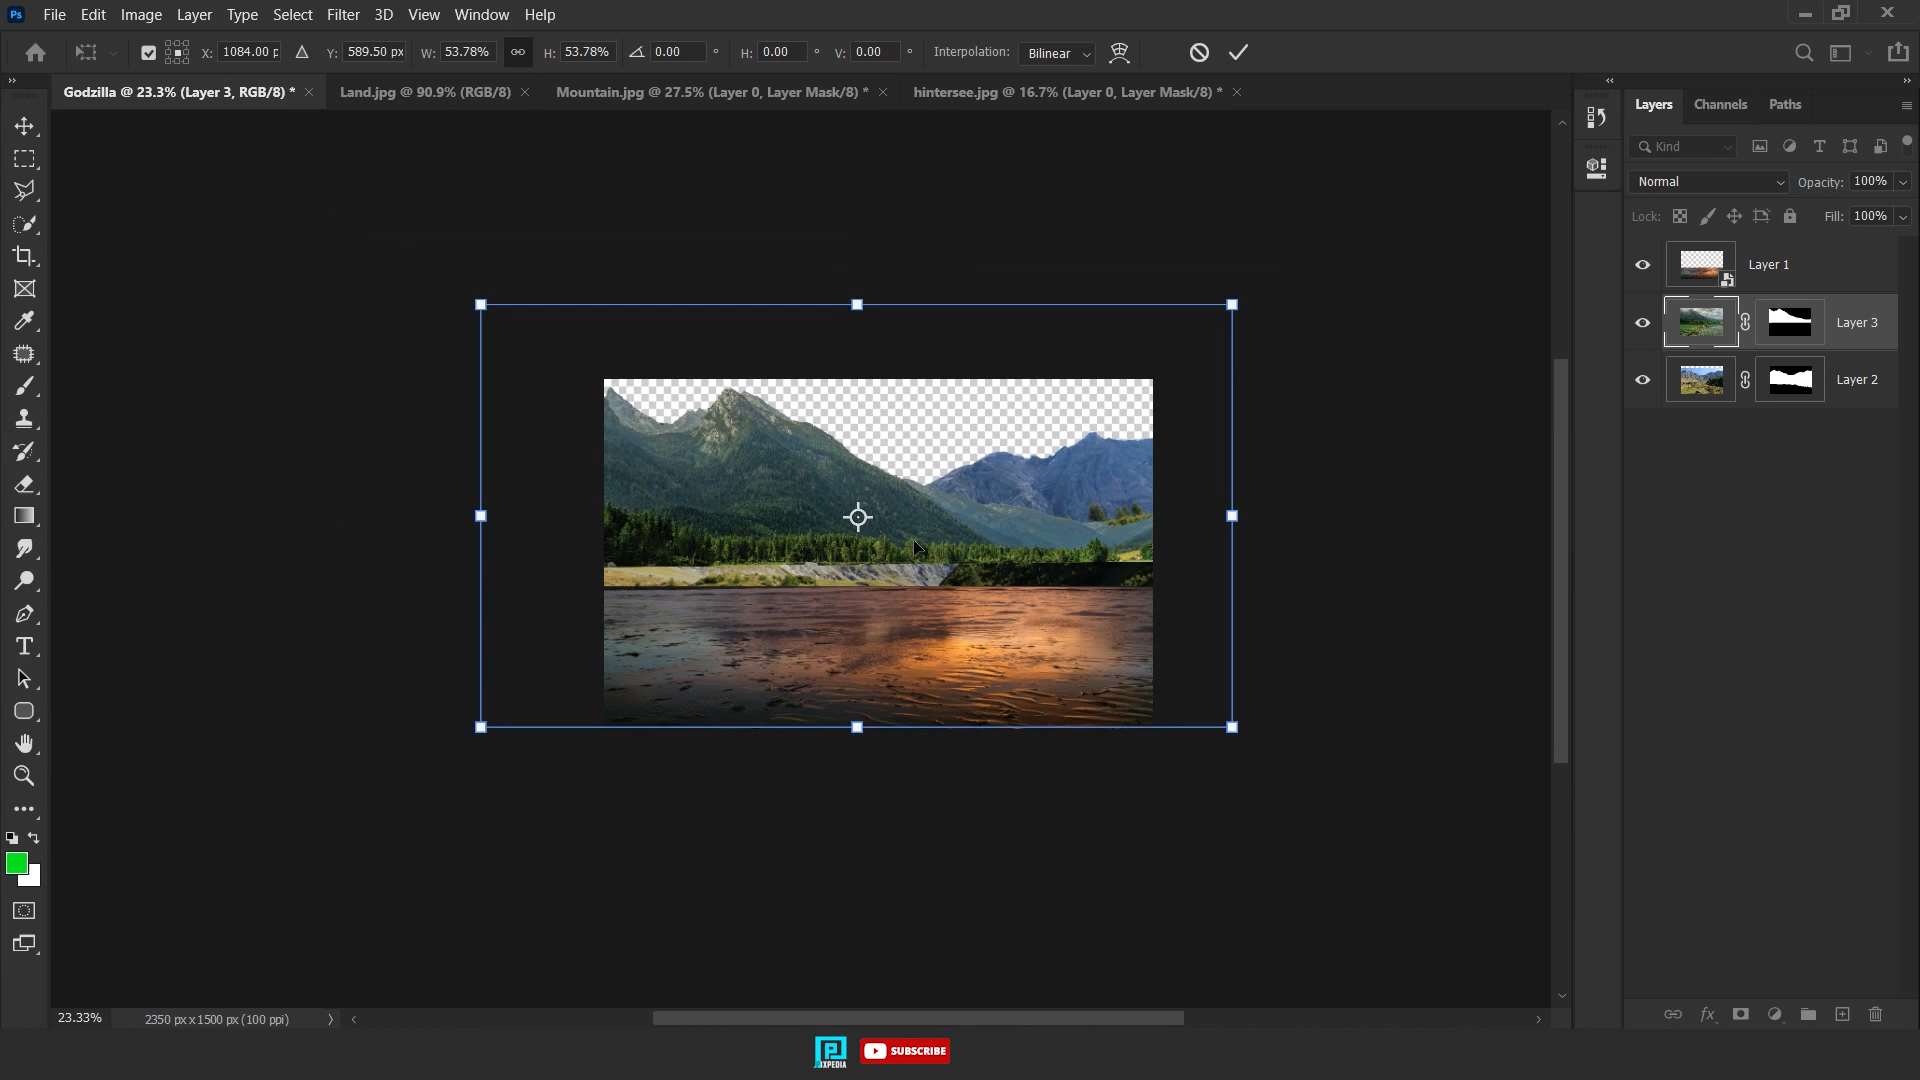 Ps File Edit Image Layer Type Select Filter 3D View Window Help
X: 1084.00 p Y: 589.50 px W: 53.78% H: 53.78% 0.00 ° H: 0.00 ° V: 0.00 ° Interpolation: Bilinear
Godzilla @ 23.3% (Layer 3, RGB/8) * Land.jpg @ 90.9% (RGB/8) Mountain.jpg @ 27.5% (Layer 0, Layer Mask/8) * hintersee.jpg @ 16.7% (Layer 0, Layer Mask/8) *
Layers Channels Paths
Kind
Normal Opacity: 100%
Lock: Fill: 100%
Layer 1
Layer 3
Layer 2
fx
23.33% 2350 px x 1500 px (100 ppi)
PIXPEDIA SUBSCRIBE